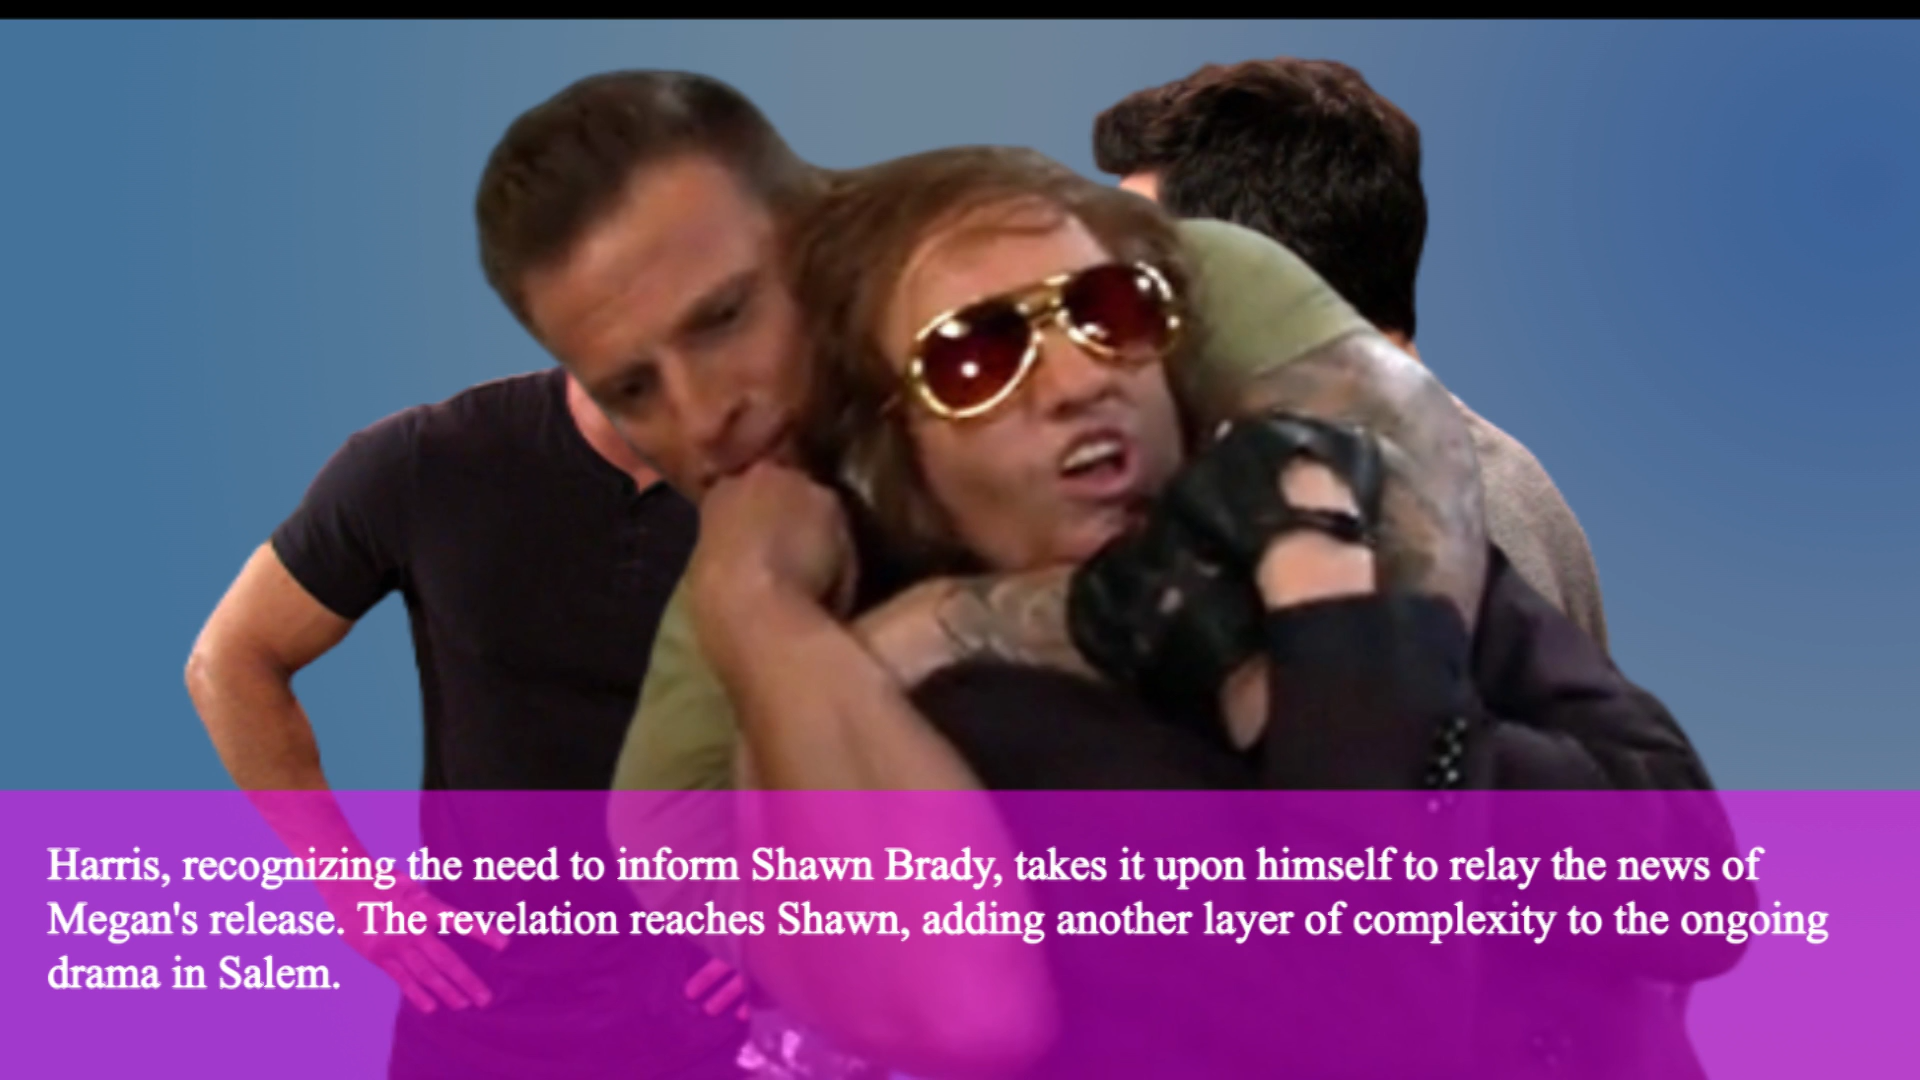 Harris, recognizing the need to inform Shawn Brady, takes it upon himself to relay the news of
Megan's release. The revelation reaches Shawn, adding another layer of complexity to the ongoing
drama in Salem.